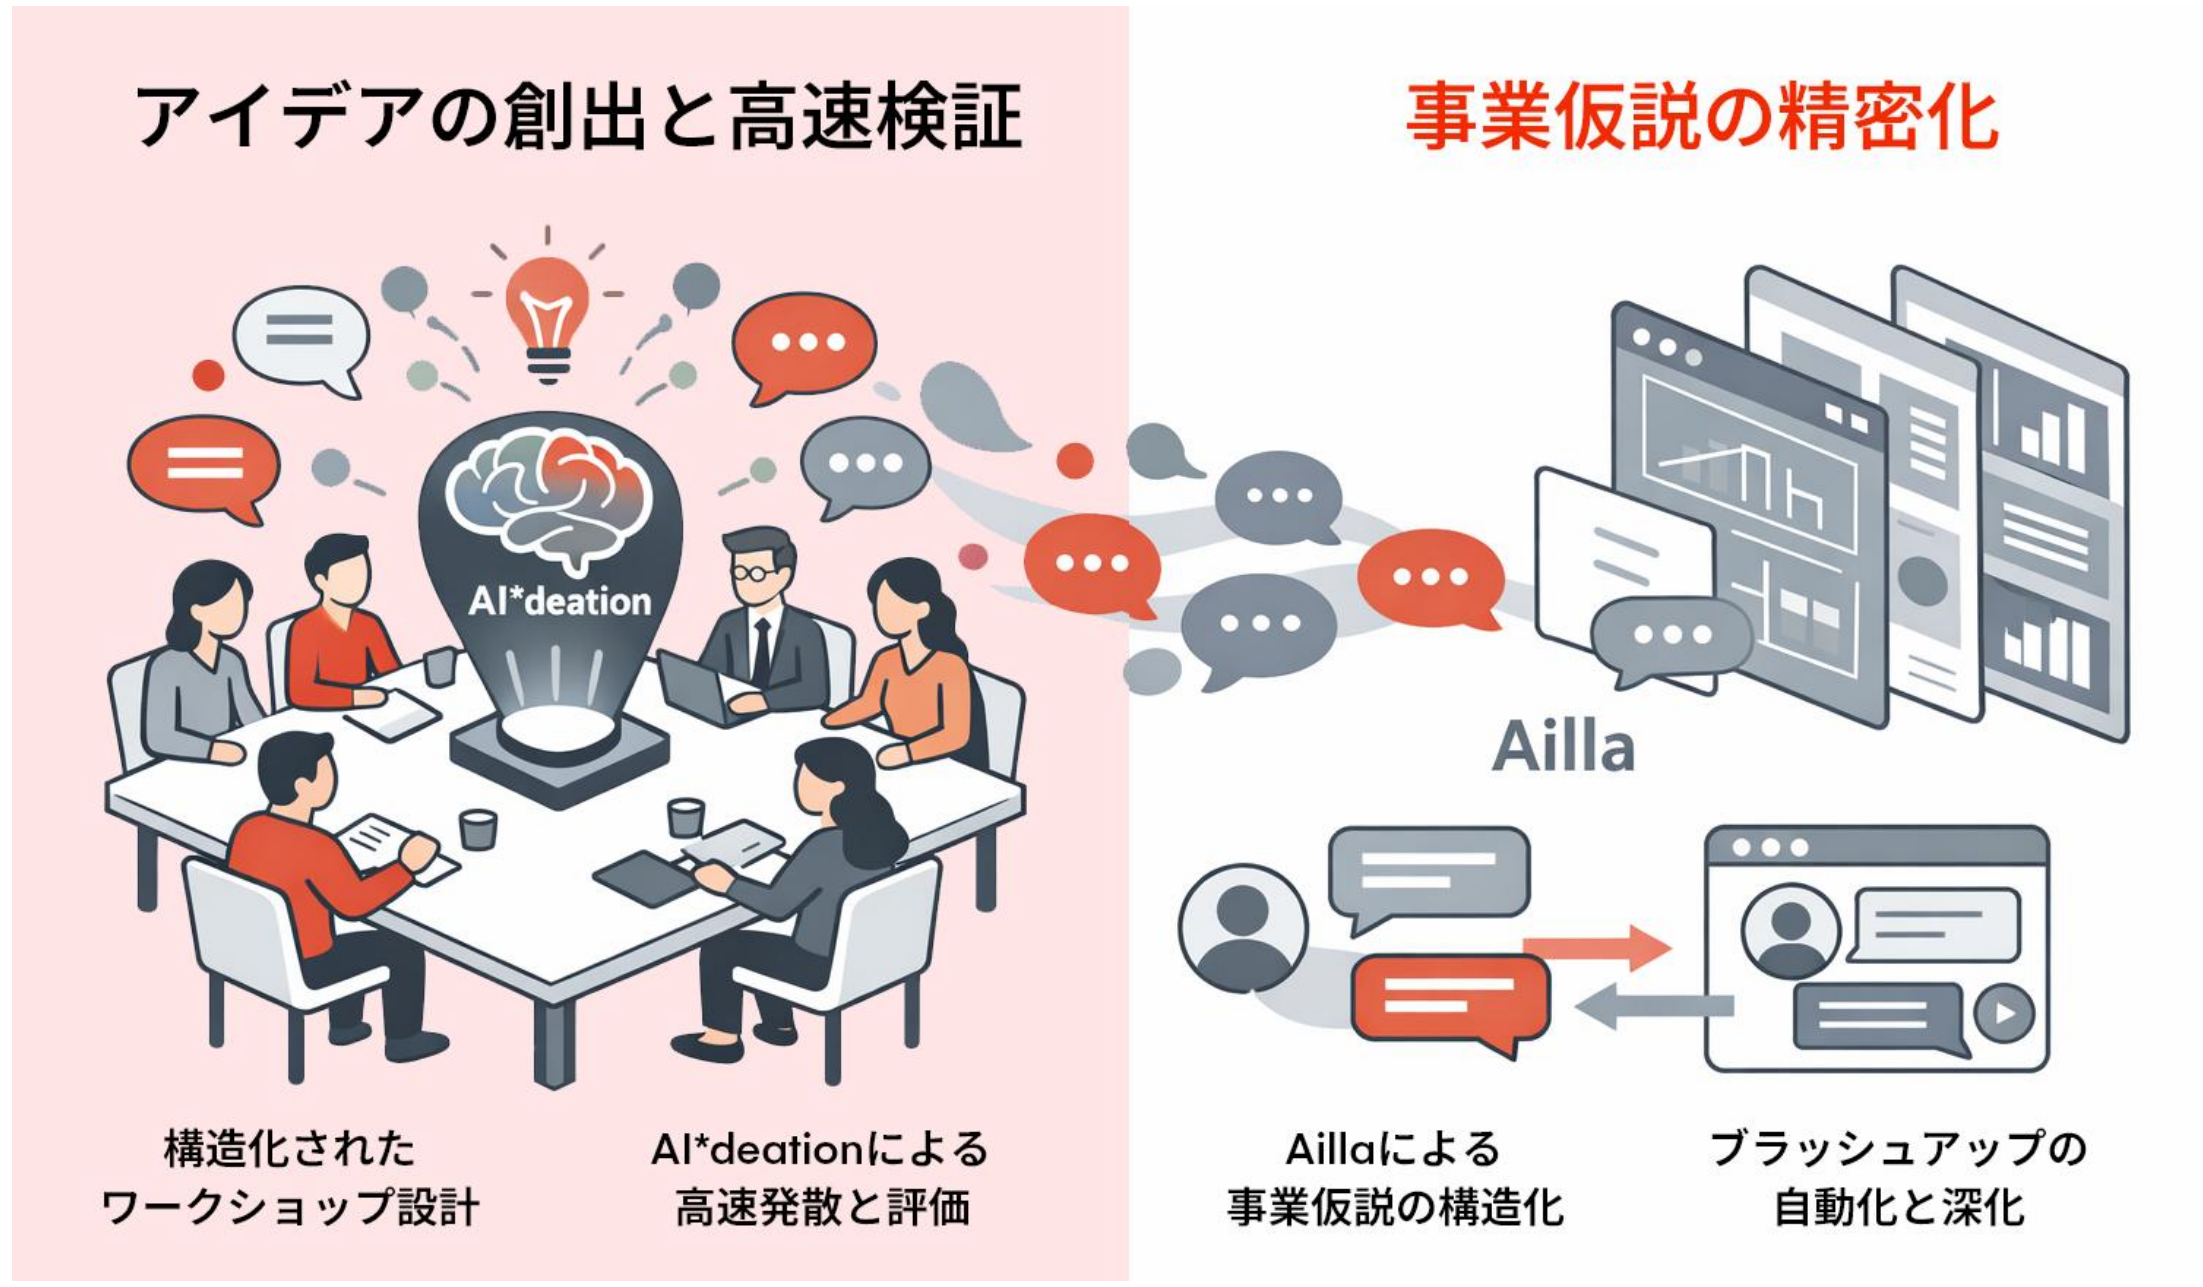 アイデアの創出と高速検証
事業仮説の精密化
AI*deation
Ailla
構造化された
ワークショップ設計
AI*deationによる
高速発散と評価
Aillaによる
事業仮説の構造化
ブラッシュアップの
自動化と深化